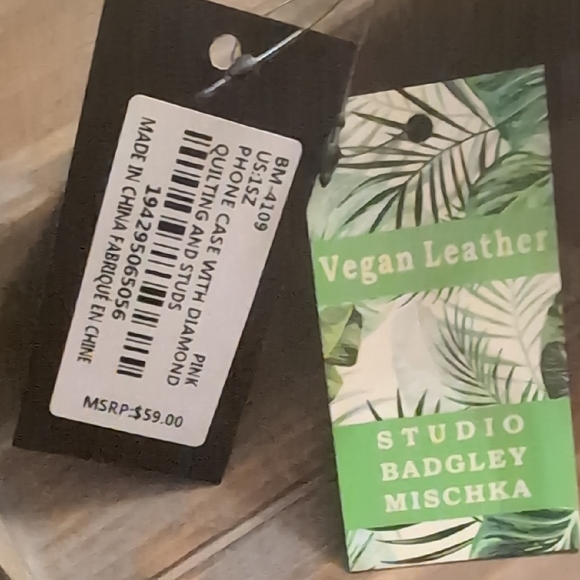 BM-4109
US:1SZ PINK
PHONE CASE WITH DIAMOND
QUILTING AND STUDS
194295065056
MADE IN CHINA FABRIQUE EN CHINE
MSRP:$59.00
Vegan Leather
STUDIO
BADGLEY
MISCHKA